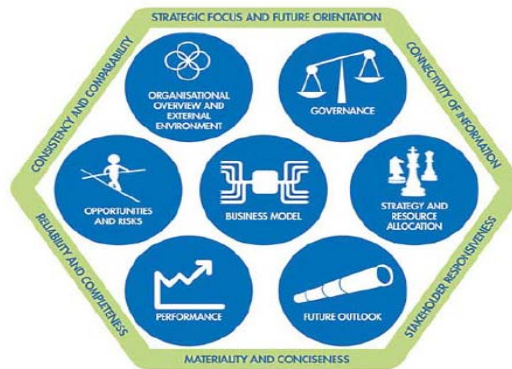 STRATEGIC FOCUS AND FUTURE ORIENTATION
CONSISTENCY AND COMPARABILITY
CONNECTIVITY OF INFORMATION
ORGANISATIONAL
OVERVIEW AND
EXTERNAL
ENVIRONMENT
GOVERNANCE
OPPORTUNITIES
AND RISKS
BUSINESS MODEL
STRATEGY AND
RESOURCE
ALLOCATION
PERFORMANCE
FUTURE OUTLOOK
RELIABILITY AND COMPLETENESS
STAKEHOLDER RESPONSIVENESS
MATERIALITY AND CONCISENESS